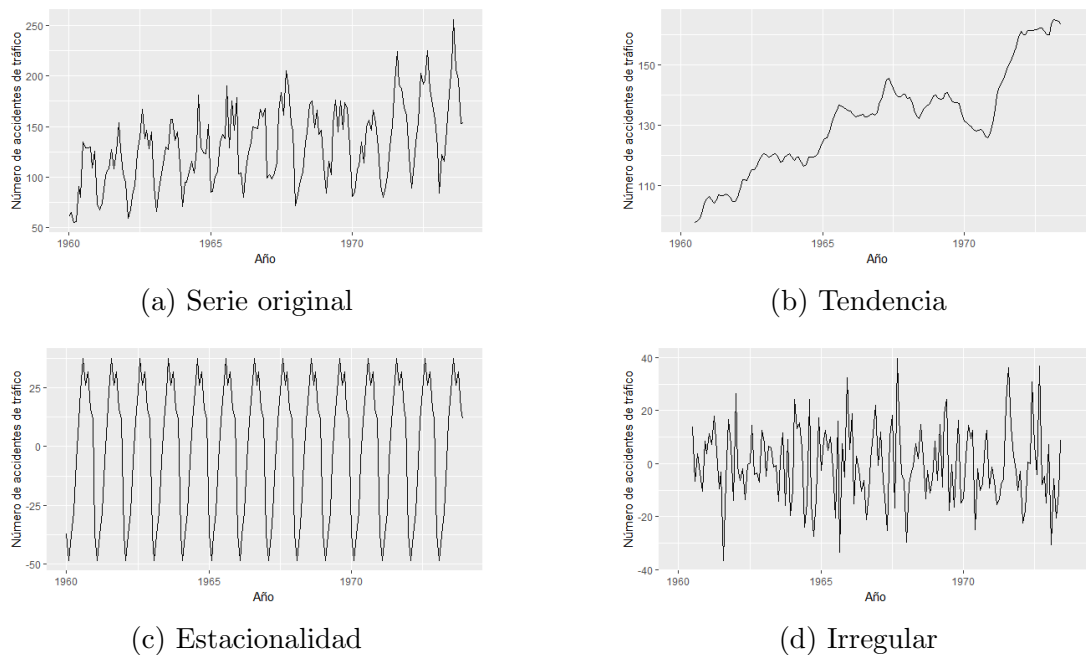 Número de accidentes de tráfico
250
200
150
100
50
1960
1965
1970
Año
(a) Serie original
Número de accidentes de tráfico
150
130
110
1960
1965
1970
Año
(b) Tendencia
Número de accidentes de tráfico
25
0
-25
-50
1960
1965
1970
Año
(c) Estacionalidad
Número de accidentes de tráfico
40
20
0
-20
-40
1960
1965
1970
Año
(d) Irregular